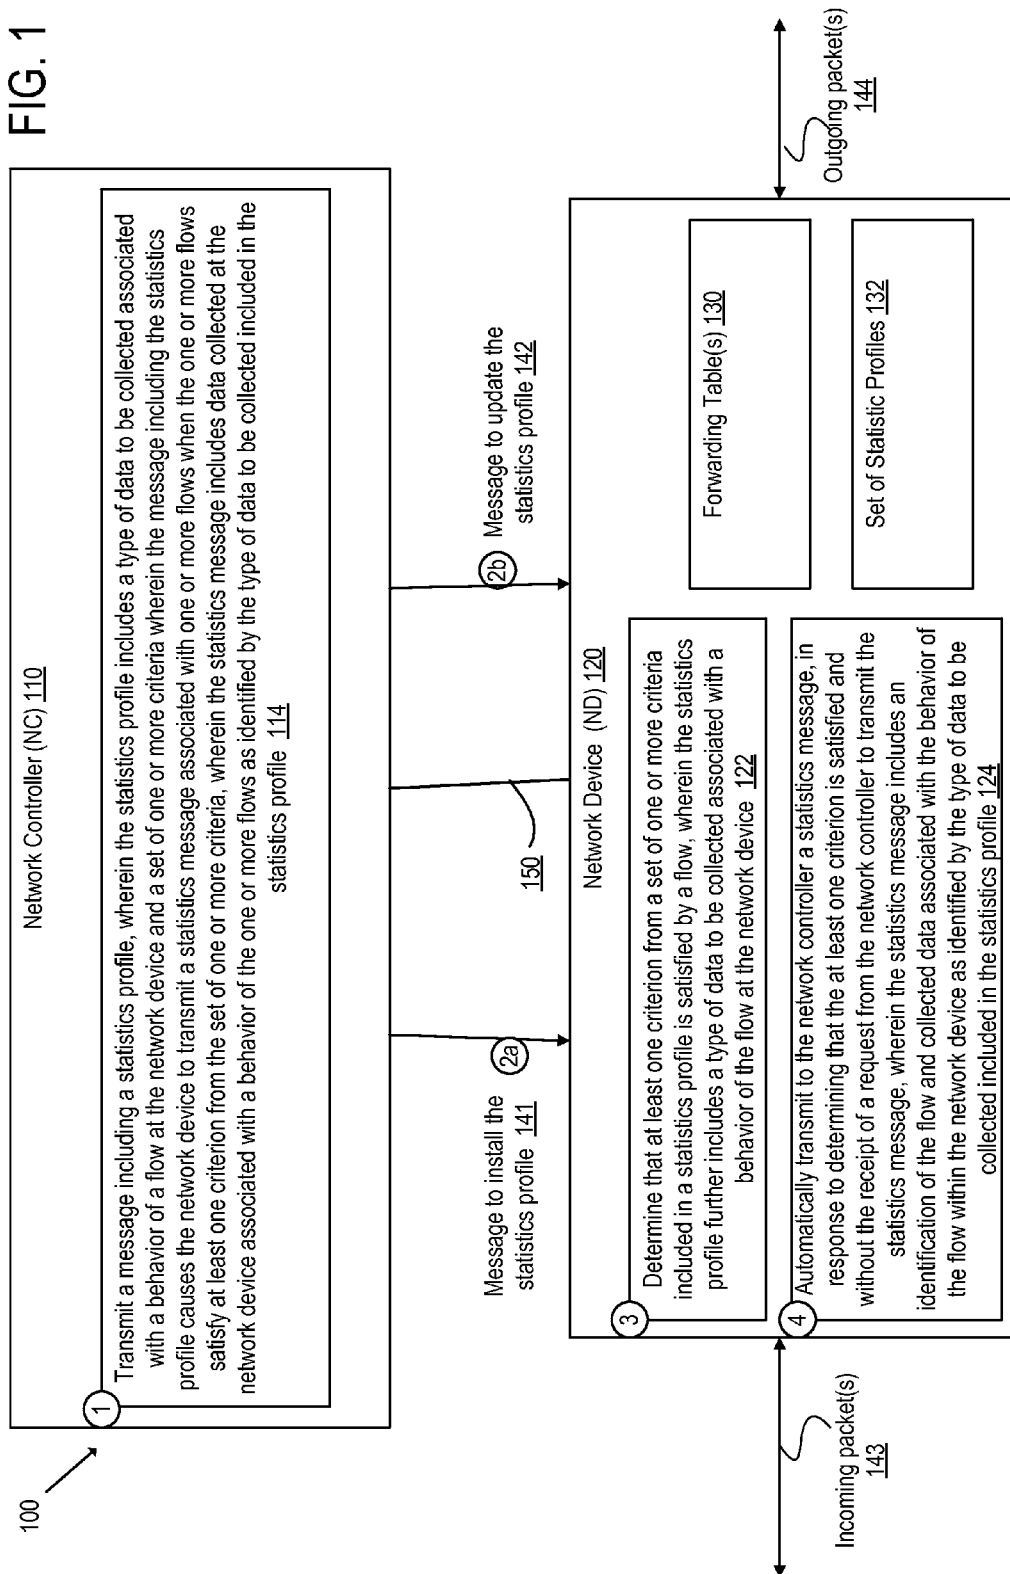 FIG. 1
100
Network Controller (NC) 110
1
Transmit a message including a statistics profile, wherein the statistics profile includes a type of data to be collected associated
with a behavior of a flow at the network device and a set of one or more criteria wherein the message including the statistics
profile causes the network device to transmit a statistics message associated with one or more flows when the one or more flows
satisfy at least one criterion from the set of one or more criteria, wherein the statistics message includes data collected at the
network device associated with a behavior of the one or more flows as identified by the type of data to be collected included in the
statistics profile 114
Message to install the
statistics profile 141
2a
150
2b
Message to update the
statistics profile 142
Network Device (ND) 120
3
Determine that at least one criterion from a set of one or more criteria
included in a statistics profile is satisfied by a flow, wherein the statistics
profile further includes a type of data to be collected associated with a
behavior of the flow at the network device 122
4
Automatically transmit to the network controller a statistics message, in
response to determining that the at least one criterion is satisfied and
without the receipt of a request from the network controller to transmit the
statistics message, wherein the statistics message includes an
identification of the flow and collected data associated with the behavior of
the flow within the network device as identified by the type of data to be
collected included in the statistics profile 124
Forwarding Table(s) 130
Set of Statistic Profiles 132
Incoming packet(s)
143
Outgoing packet(s)
144